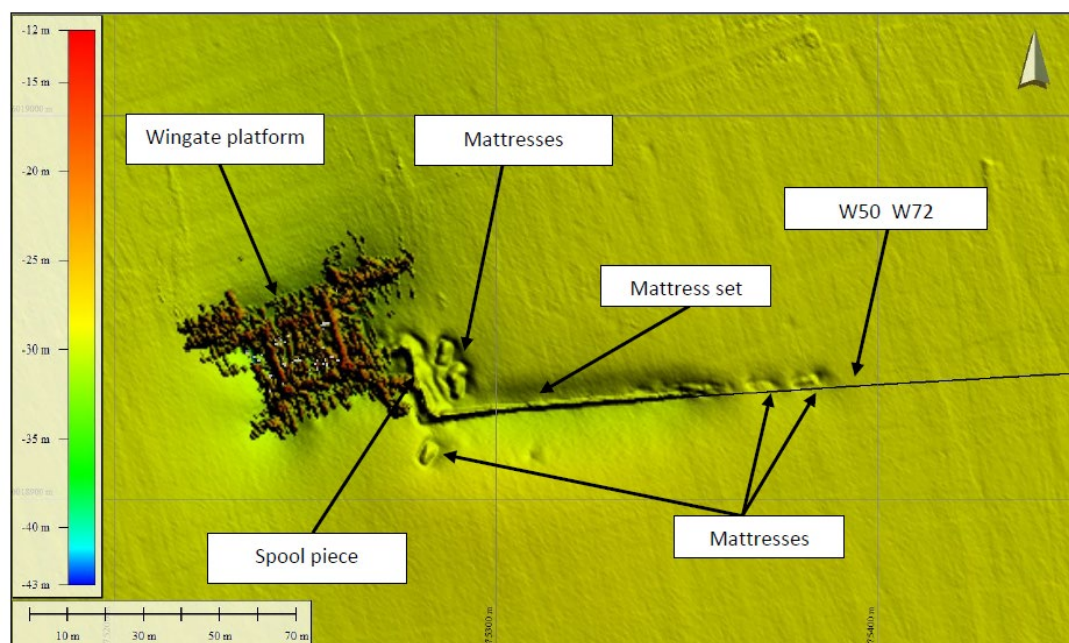 -12 m
-15 m
-20 m
-25 m
-30 m
-35 m
-40 m
-43 m
Wingate platform
Mattresses
W50 W72
Mattress set
Spool piece
Mattresses
10 m 30 m 50 m 70 m